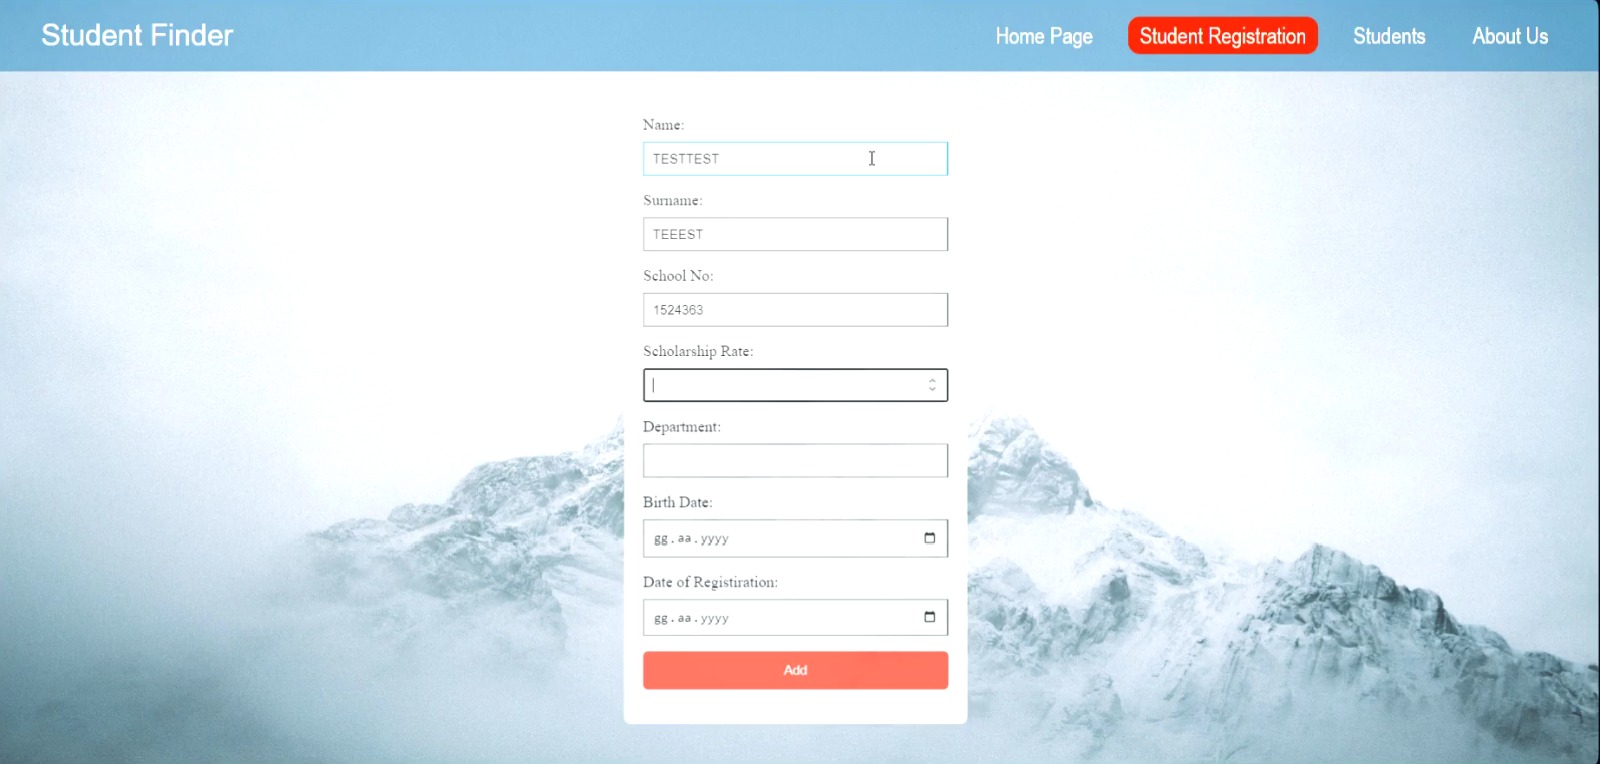 Student Finder
Home Page Student Registration Students About Us
Name:
TESTTEST
Surname:
TEEEST
School No:
1524363
Scholarship Rate:
Department:
Birth Date:
gg.aa.yyyy
Date of Registiration:
gg.aa.yyyy
Add